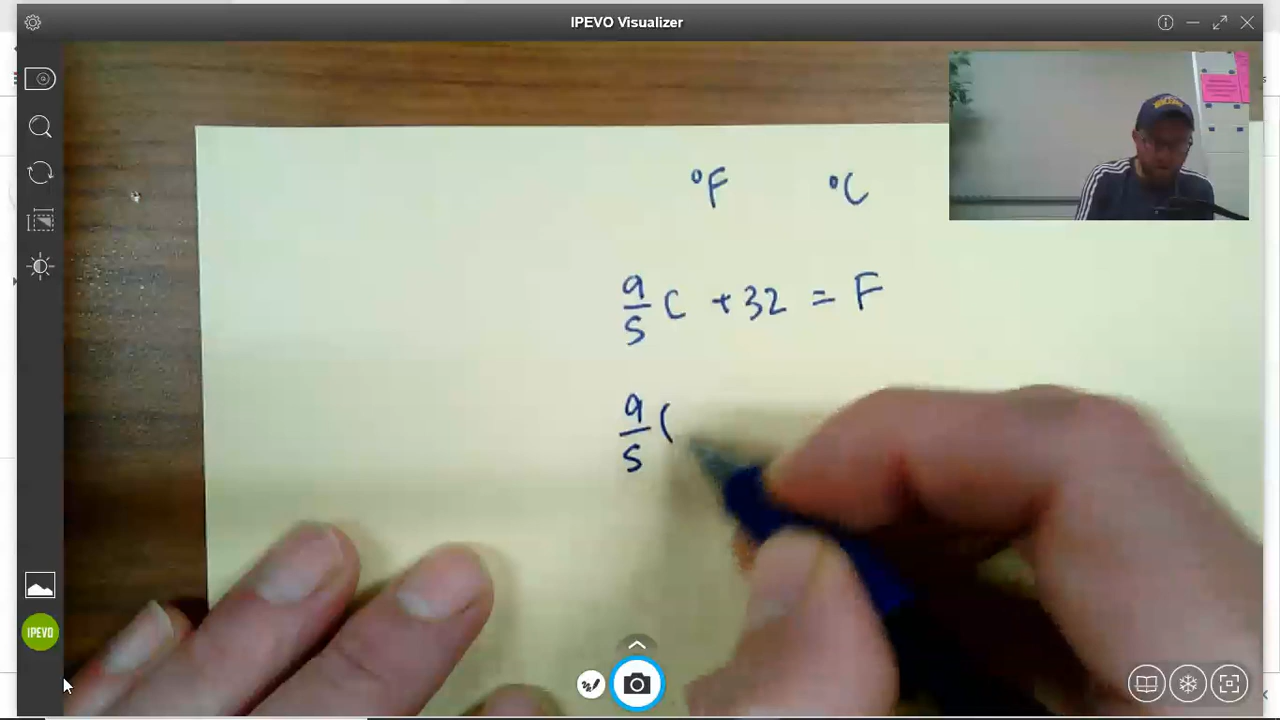 IPEVO Visualizer
°F °C
9/5 C + 32 = F
9/5 (
IPEVO